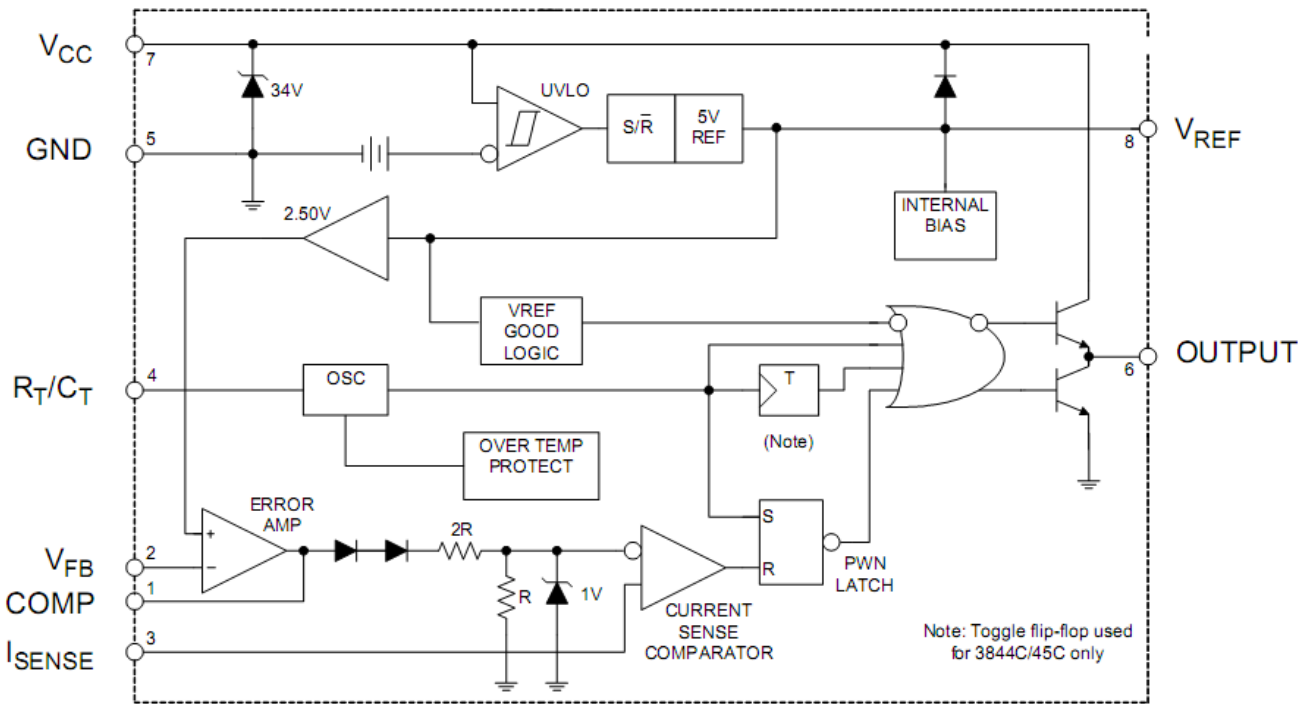 VCC
7
34V
UVLO
S/R̅
5V
REF
GND
5
8
VREF
2.50V
INTERNAL
BIAS
VREF
GOOD
LOGIC
OUTPUT
6
RT/CT
4
OSC
T
(Note)
OVER TEMP
PROTECT
ERROR
AMP
+
−
VFB
2
COMP
1
2R
R
1V
S
R
PWN
LATCH
CURRENT
SENSE
COMPARATOR
ISENSE
3
Note: Toggle flip-flop used
for 3844C/45C only